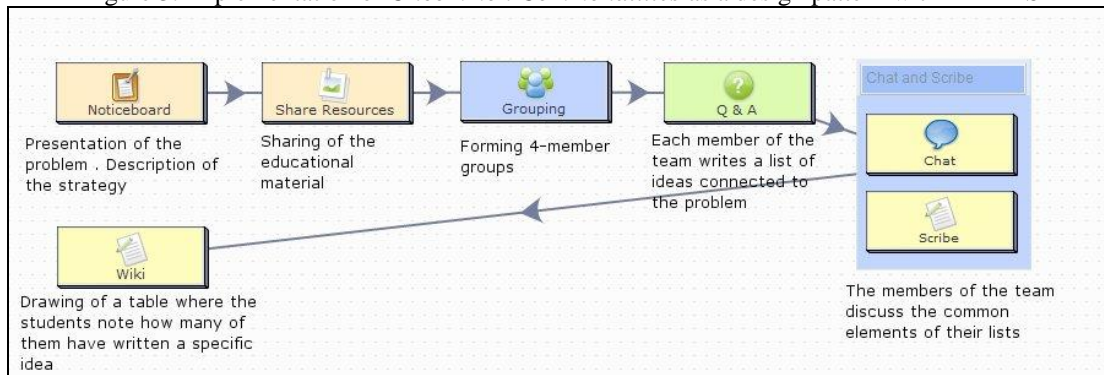 Noticeboard
Share Resources
Grouping
Q & A
Chat and Scribe
Chat
Scribe
Presentation of the
problem . Description of
the strategy
Sharing of the
educational
material
Forming 4-member
groups
Each member of the
team writes a list of
ideas connected to
the problem
Wiki
Drawing of a table where the
students note how many of
them have written a specific
idea
The members of the team
discuss the common
elements of their lists